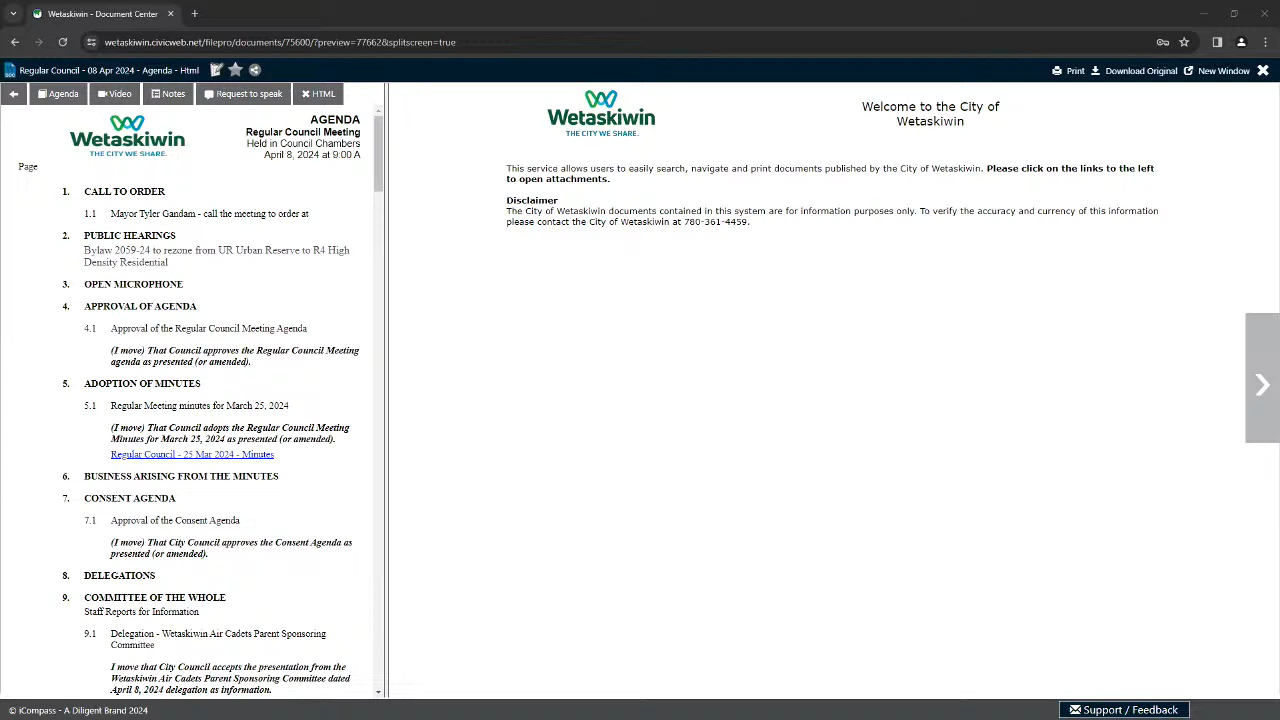 Wetaskiwin - Document Center
wetaskiwin.civicweb.net/filepro/documents/75600/?preview=77662&splitscreen=true
Regular Council - 08 Apr 2024 - Agenda - Html
Print
Download Original
New Window
Agenda
Video
Notes
Request to speak
HTML
Wetaskiwin
THE CITY WE SHARE.
AGENDA
Regular Council Meeting
Held in Council Chambers
April 8, 2024 at 9:00 A
Page
1. CALL TO ORDER
1.1 Mayor Tyler Gandam - call the meeting to order at
2. PUBLIC HEARINGS
Bylaw 2059-24 to rezone from UR Urban Reserve to R4 High
Density Residential
3. OPEN MICROPHONE
4. APPROVAL OF AGENDA
4.1 Approval of the Regular Council Meeting Agenda
(I move) That Council approves the Regular Council Meeting
agenda as presented (or amended).
5. ADOPTION OF MINUTES
5.1 Regular Meeting minutes for March 25, 2024
(I move) That Council adopts the Regular Council Meeting
Minutes for March 25, 2024 as presented (or amended).
Regular Council - 25 Mar 2024 - Minutes
6. BUSINESS ARISING FROM THE MINUTES
7. CONSENT AGENDA
7.1 Approval of the Consent Agenda
(I move) That City Council approves the Consent Agenda as
presented (or amended).
8. DELEGATIONS
9. COMMITTEE OF THE WHOLE
Staff Reports for Information
9.1 Delegation - Wetaskiwin Air Cadets Parent Sponsoring
Committee
I move that City Council accepts the presentation from the
Wetaskiwin Air Cadets Parent Sponsoring Committee dated
April 8, 2024 delegation as information.
Wetaskiwin
THE CITY WE SHARE.
Welcome to the City of
Wetaskiwin
This service allows users to easily search, navigate and print documents published by the City of Wetaskiwin. Please click on the links to the left
to open attachments.
Disclaimer
The City of Wetaskiwin documents contained in this system are for information purposes only. To verify the accuracy and currency of this information
please contact the City of Wetaskiwin at 780-361-4459.
© iCompass - A Diligent Brand 2024
Support / Feedback